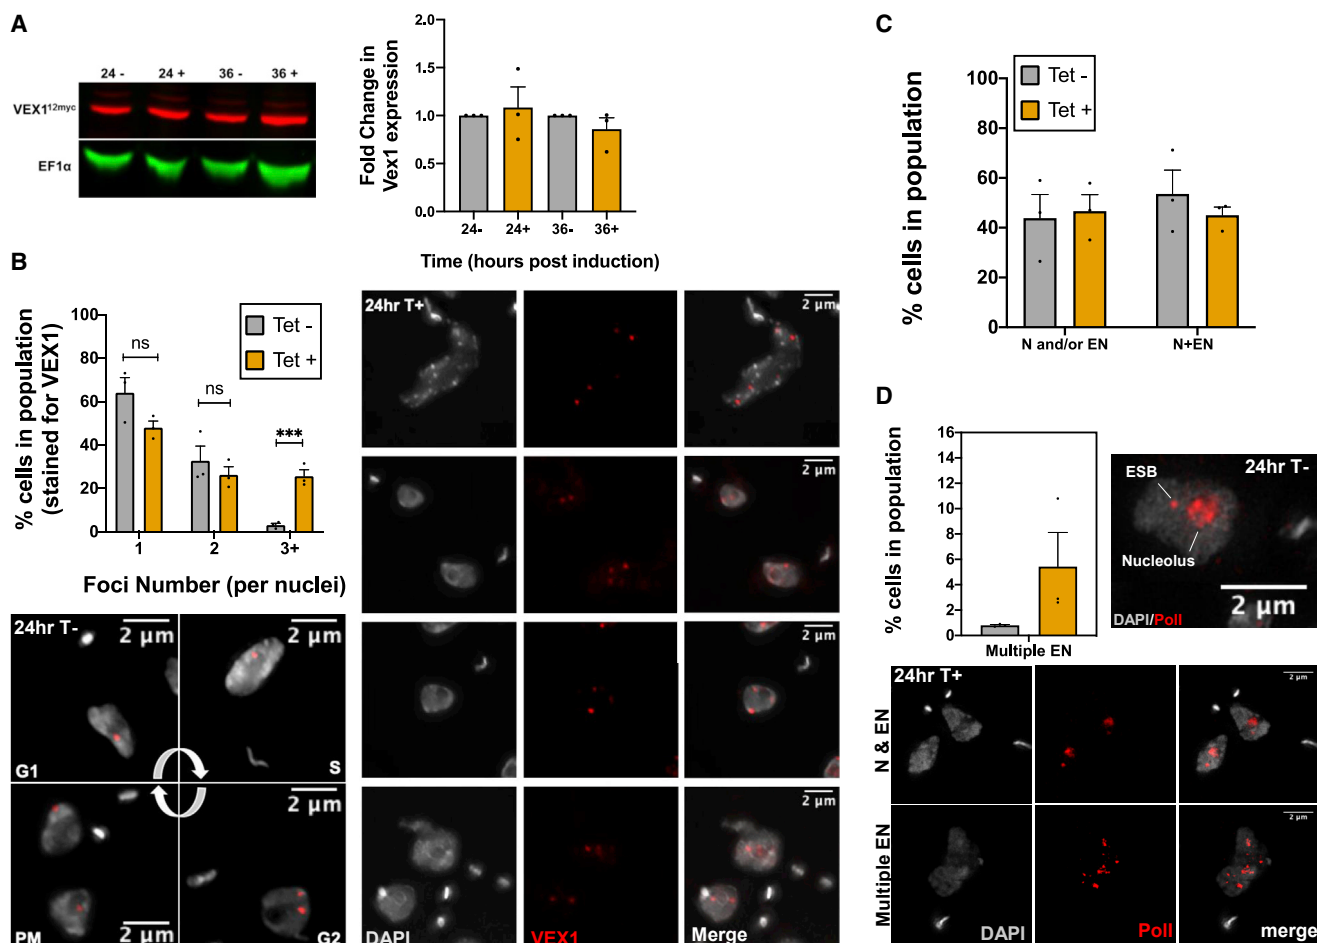 A
24 -
24 +
36 -
36 +
VEX1¹²ᵐʸᶜ
EF1α
Fold Change in
Vex1 expression
2.0
1.5
1.0
0.5
0.0
24-
24+
36-
36+
Time (hours post induction)
B
% cells in population
(stained for VEX1)
100
80
60
40
20
0
Tet -
Tet +
ns
ns
***
1
2
3+
Foci Number (per nuclei)
24hr T-
2 µm
2 µm
G1
S
2 µm
PM
2 µm
G2
24hr T+
2 µm
2 µm
2 µm
2 µm
DAPI
VEX1
Merge
C
% cells in population
100
80
60
40
20
0
Tet -
Tet +
N and/or EN
N+EN
D
% cells in population
16
14
12
10
8
6
4
2
0
Multiple EN
24hr T-
ESB
Nucleolus
2 µm
DAPI/PolI
24hr T+
N & EN
2 µm
Multiple EN
2 µm
DAPI
PolI
merge